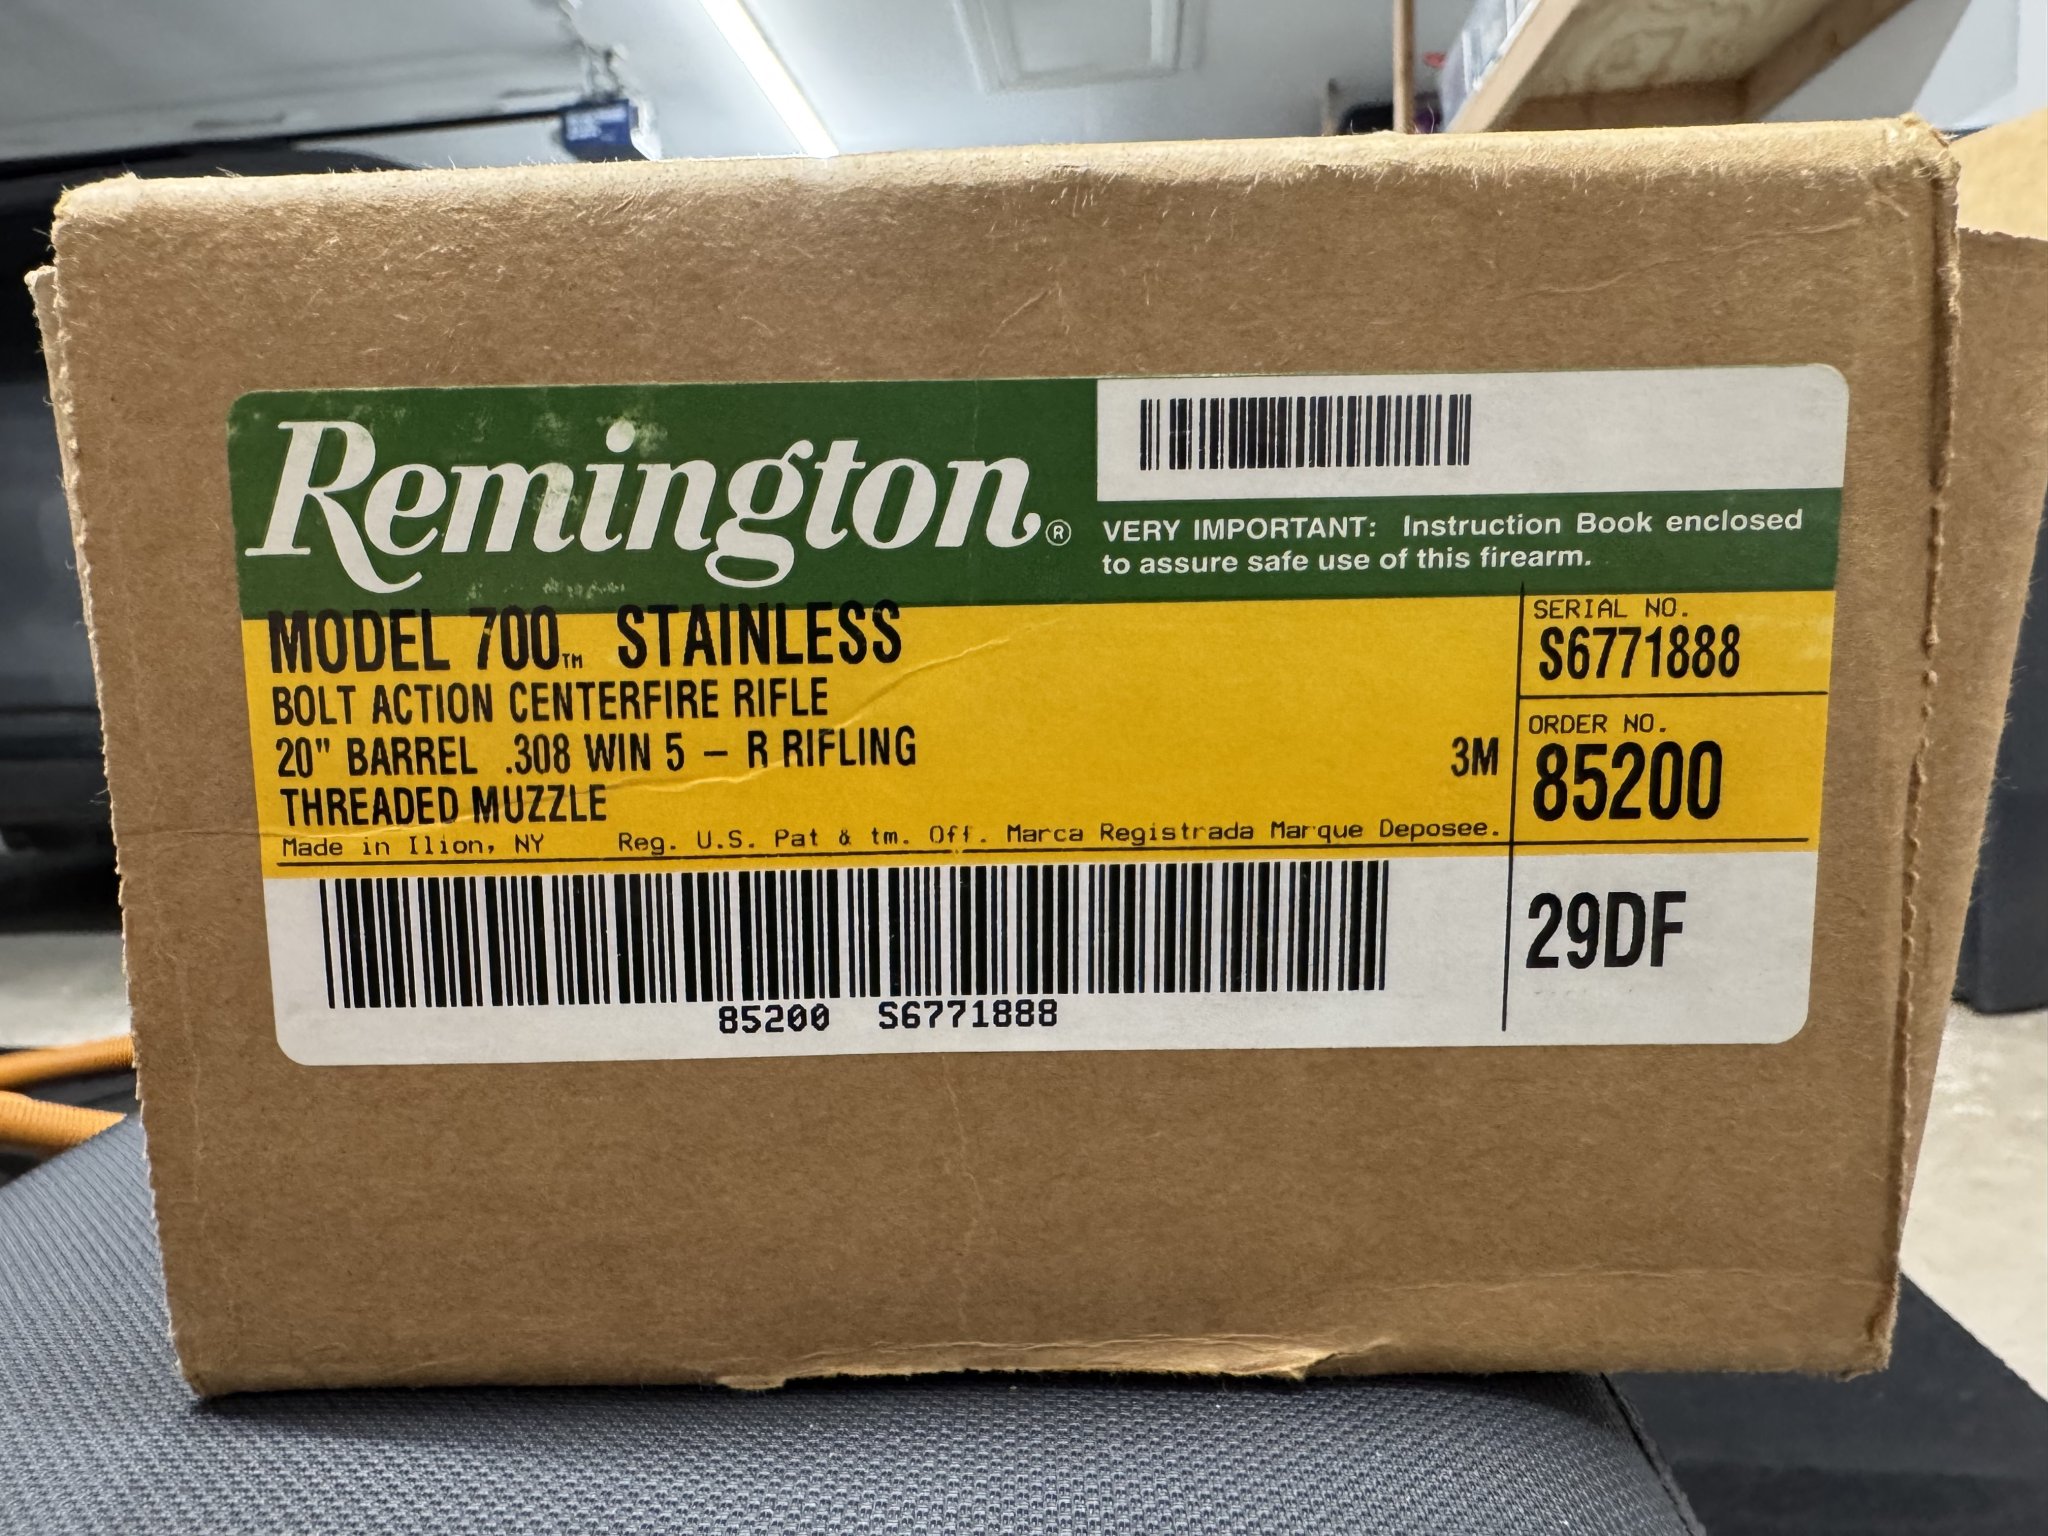 Remington®
VERY IMPORTANT: Instruction Book enclosed
to assure safe use of this firearm.
MODEL 700™ STAINLESS
BOLT ACTION CENTERFIRE RIFLE
20" BARREL .308 WIN 5 – R RIFLING
THREADED MUZZLE
3M
Made in Ilion, NY Reg. U.S. Pat & tm. Off. Marca Registrada Marque Deposee.
SERIAL NO.
S6771888
ORDER NO.
85200
29DF
85200 S6771888